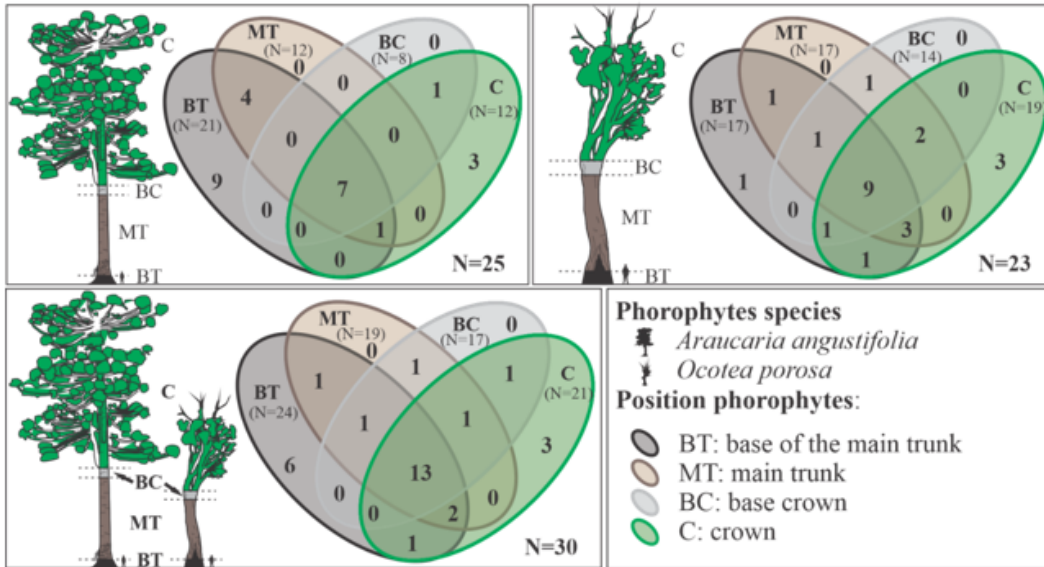 C
BC
MT
BT
MT
(N=12)
0
BC
(N=8)
0
0
1
C
(N=12)
4
BT
(N=21)
0
0
3
9
7
0
0
1
0
0
N=25
C
BC
MT
BT
MT
(N=17)
0
BC
(N=14)
0
1
0
C
(N=19)
1
BT
(N=17)
1
2
3
1
9
0
0
1
3
1
N=23
C
BC
MT
BT
MT
(N=19)
0
BC
(N=17)
0
1
1
C
(N=21)
1
BT
(N=24)
1
1
3
6
13
0
0
0
2
1
N=30
Phorophytes species
Araucaria angustifolia
Ocotea porosa
Position phorophytes:
BT: base of the main trunk
MT: main trunk
BC: base crown
C: crown